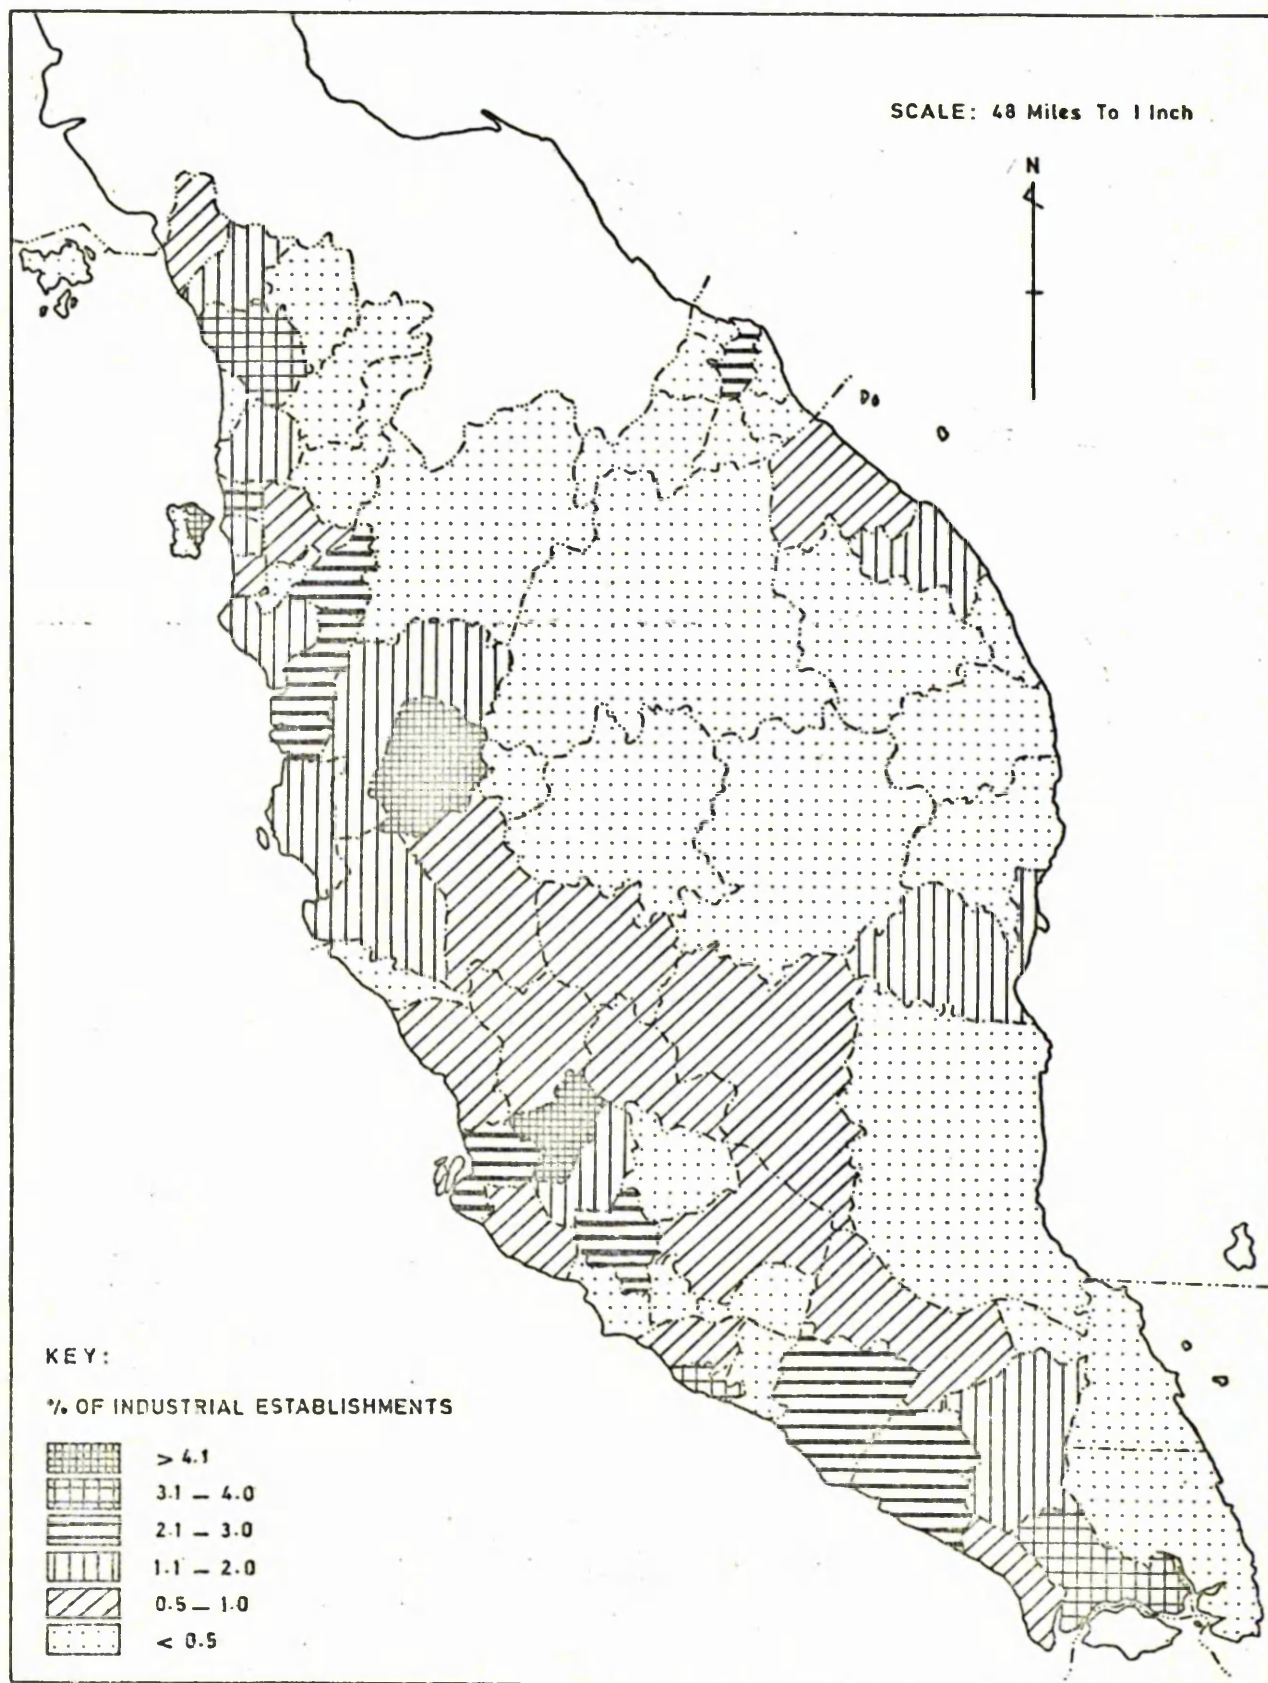 SCALE: 48 Miles To 1 Inch
N
KEY:
% OF INDUSTRIAL ESTABLISHMENTS
> 4.1
3.1 — 4.0
2.1 — 3.0
1.1 — 2.0
0.5 — 1.0
< 0.5